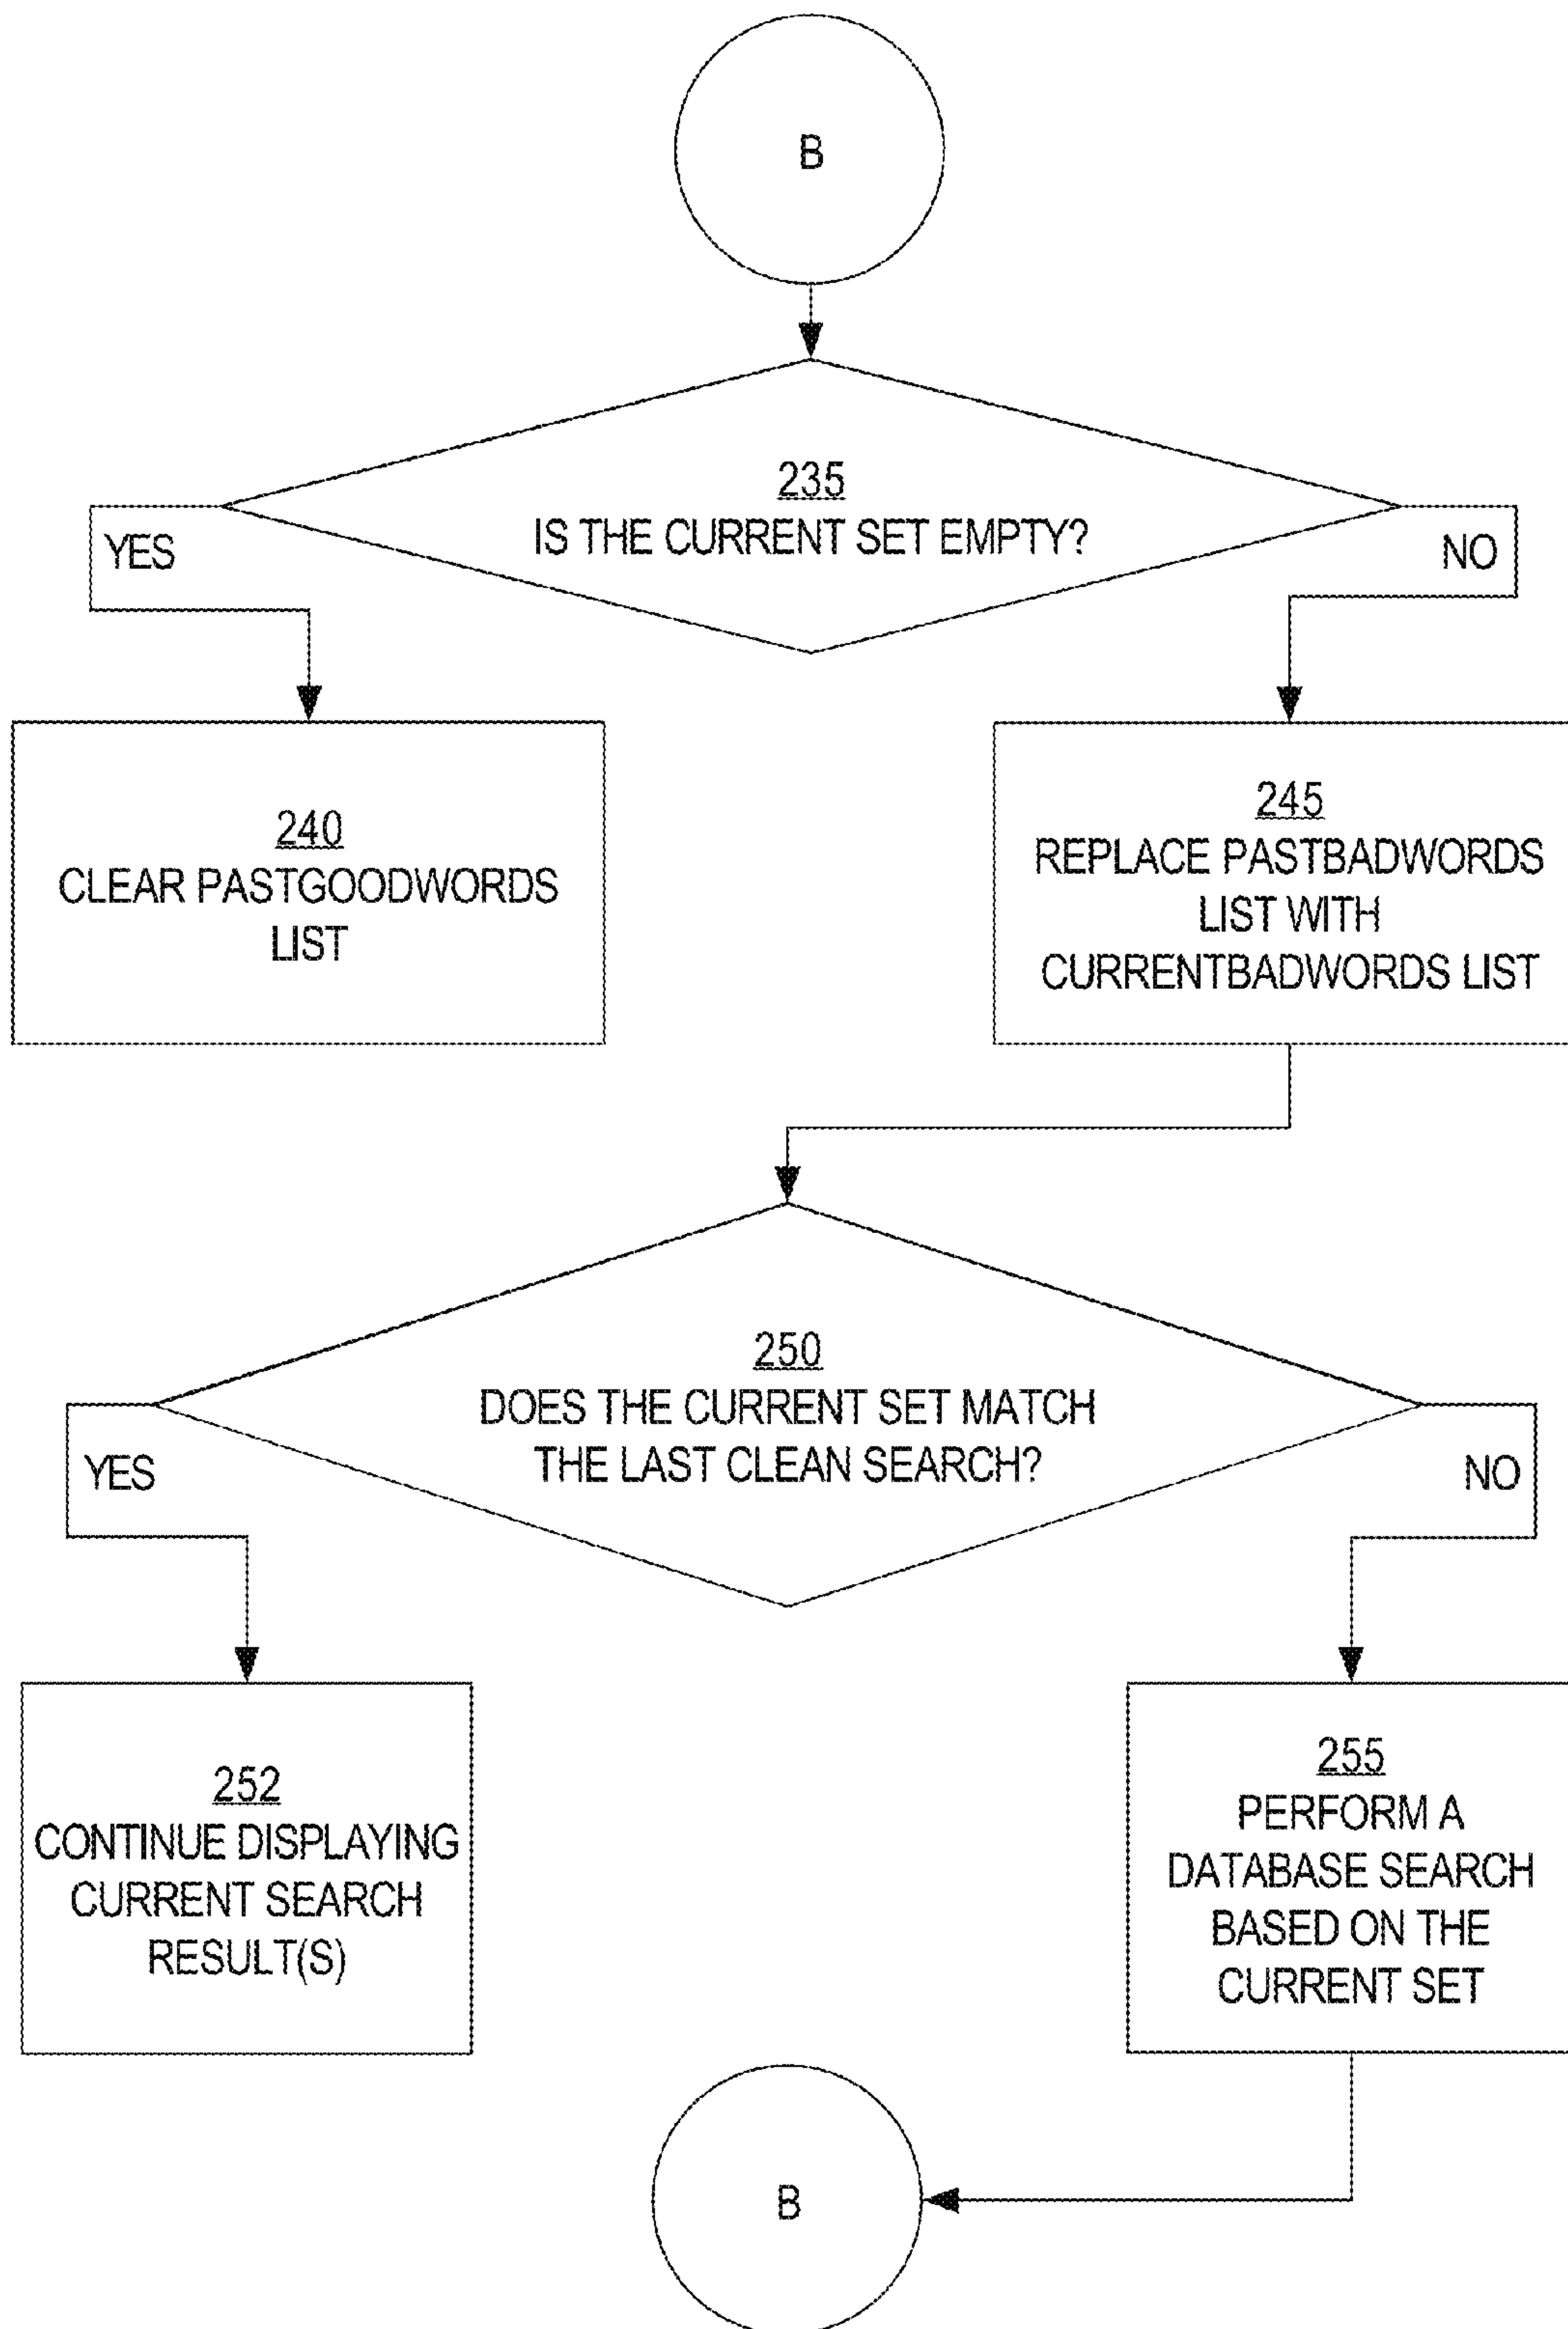 B
235
IS THE CURRENT SET EMPTY?
YES
NO
240
CLEAR PASTGOODWORDS
LIST
245
REPLACE PASTBADWORDS
LIST WITH
CURRENTBADWORDS LIST
250
DOES THE CURRENT SET MATCH
THE LAST CLEAN SEARCH?
YES
NO
252
CONTINUE DISPLAYING
CURRENT SEARCH
RESULT(S)
255
PERFORM A
DATABASE SEARCH
BASED ON THE
CURRENT SET
B